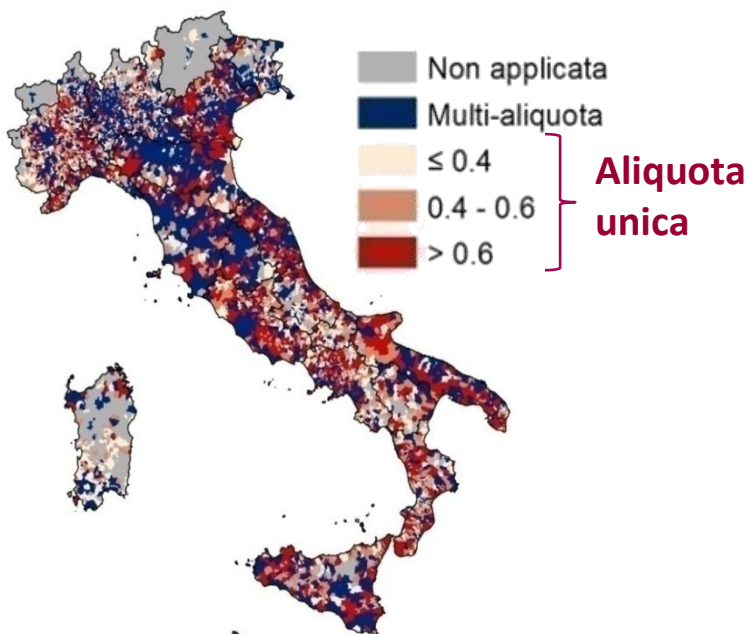 Non applicata
Multi-aliquota
≤ 0.4
0.4 - 0.6
> 0.6
Aliquota
unica